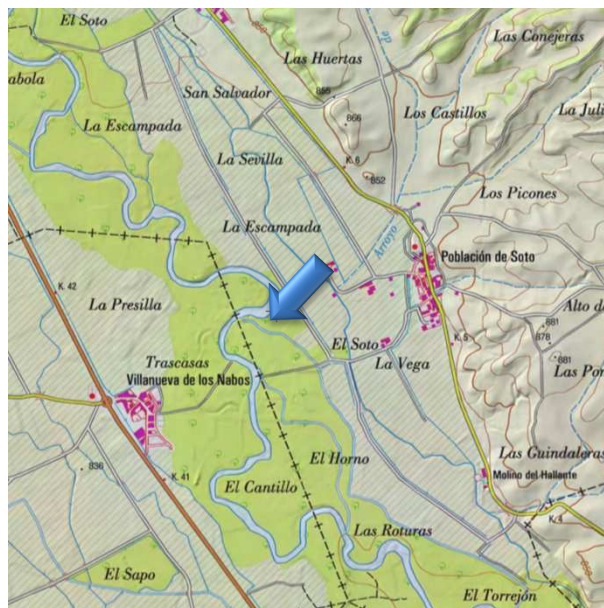 El Soto
Las Conejeras
de
Las Huertas
abola
San Salvador
855
866
Los Castillos
La Juli
La Escampada
La Sevilla
K. 6
852
Los Picones
La Escampada
Arroyo
Población de Soto
K. 42
La Presilla
Alto de
881
878
K. 5
El Soto
881
Trascasas
La Vega
Las Por
Villanueva de los Nabos
El Horno
Las Guindaleras
836
K. 41
Molino del Hallante
El Cantillo
K. 4
Las Roturas
El Sapo
El Torrejón